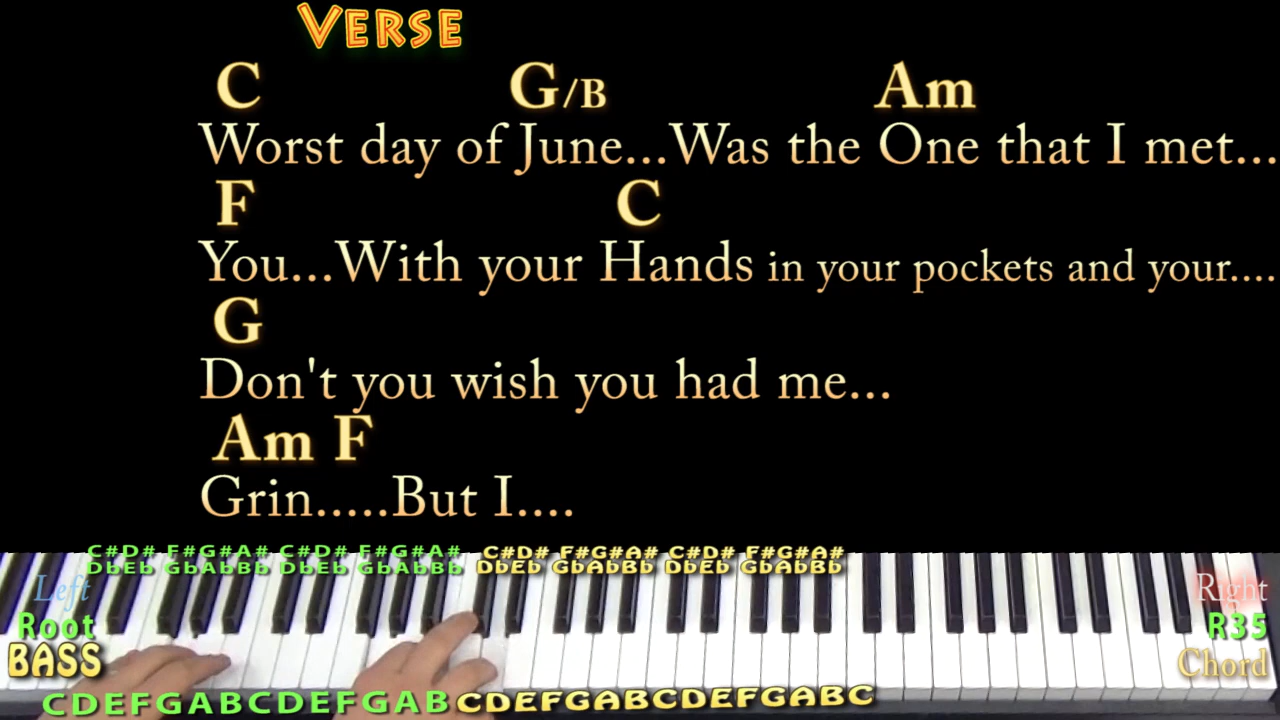 VERSE
C G/B Am
Worst day of June...Was the One that I met...
F C
You...With your Hands in your pockets and your....
G
Don't you wish you had me...
Am F
Grin.....But I....
C#D# F#G#A# C#D# F#G#A# C#D# F#G#A# C#D# F#G#A#
DbEb GbAbBb DbEb GbAbBb DbEb GbAbBb DbEb GbAbBb
Left
Root
BASS
Right
R35
Chord
CDEFGABCDEFGABCDEFGABCDEFGABC